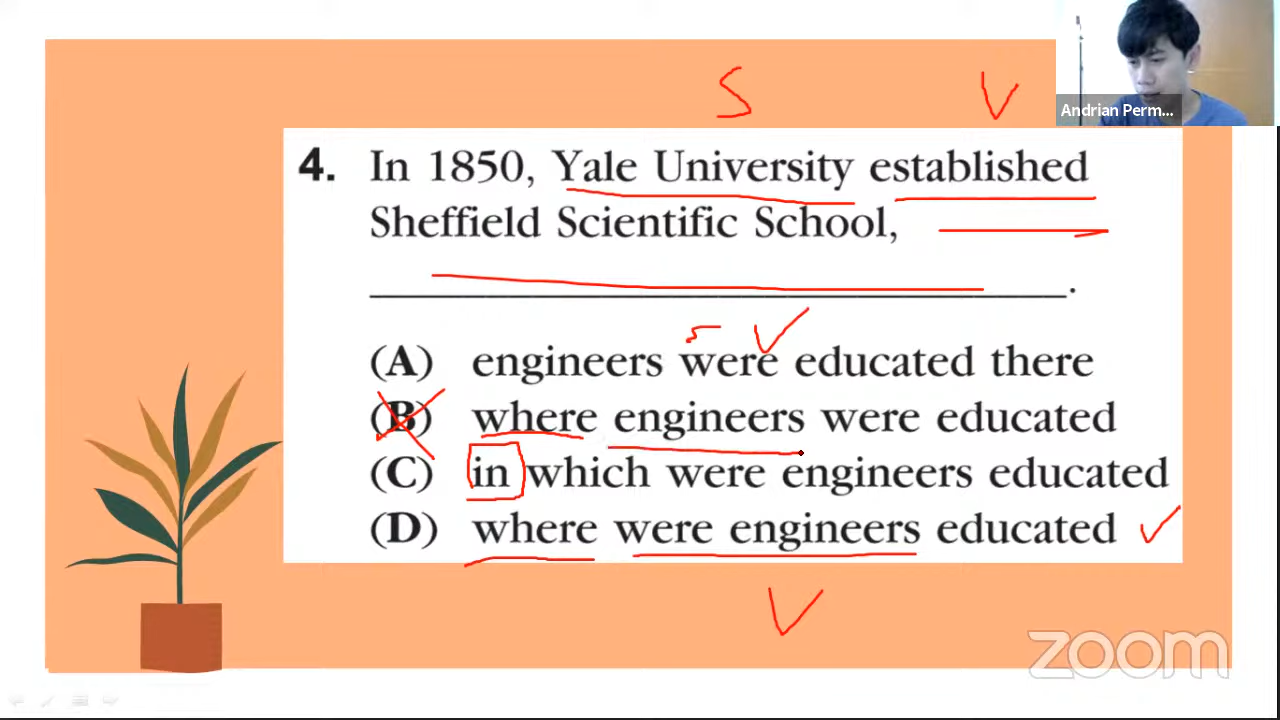 S V
Andrian Perm...
4. In 1850, Yale University established
Sheffield Scientific School,
.
(A) engineers were educated there
(B) where engineers were educated
(C) in which were engineers educated
(D) where were engineers educated
V
zoom